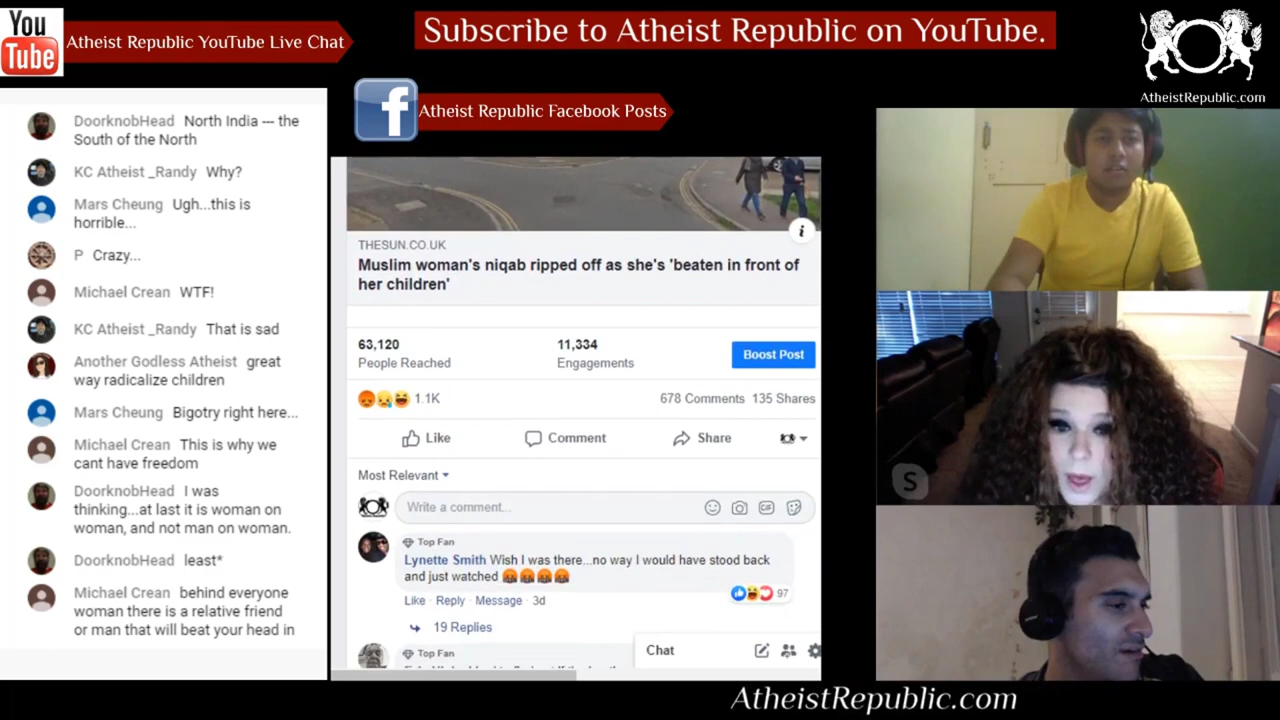 You
Tube
Atheist Republic YouTube Live Chat
Subscribe to Atheist Republic on YouTube.
AtheistRepublic.com
f
Atheist Republic Facebook Posts
DoorknobHead North India --- the
South of the North
KC Atheist _Randy Why?
Mars Cheung Ugh...this is
horrible...
P Crazy...
Michael Crean WTF!
KC Atheist _Randy That is sad
Another Godless Atheist great
way radicalize children
Mars Cheung Bigotry right here...
Michael Crean This is why we
cant have freedom
DoorknobHead I was
thinking...at last it is woman on
woman, and not man on woman.
DoorknobHead least*
Michael Crean behind everyone
woman there is a relative friend
or man that will beat your head in
i
THESUN.CO.UK
Muslim woman's niqab ripped off as she's 'beaten in front of
her children'
63,120
People Reached
11,334
Engagements
Boost Post
1.1K
678 Comments 135 Shares
Like
Comment
Share
Most Relevant
Write a comment...
GIF
Top Fan
Lynette Smith Wish I was there...no way I would have stood back
and just watched
97
Like · Reply · Message · 3d
19 Replies
Top Fan
Chat
S
AtheistRepublic.com